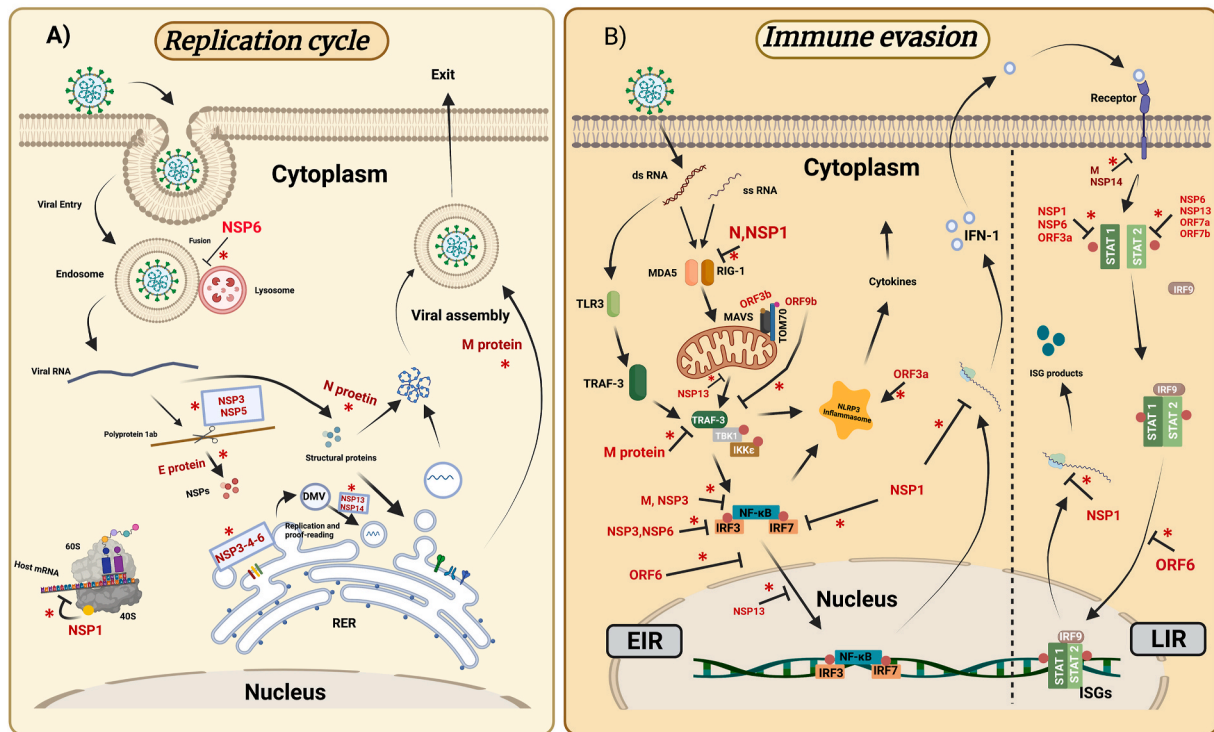 A)
Replication cycle
Exit
Cytoplasm
Viral Entry
NSP6
Fusion
*
Endosome
Lysosome
Viral assembly
M protein
*
Viral RNA
N proetin
*
*
NSP3
NSP5
Polyprotein 1ab
Structural proteins
E protein
*
NSPs
DMV
*
NSP13
NSP14
Replication and
proof-reading
*
NSP3-4-6
60S
Host mRNA
40S
*
NSP1
RER
Nucleus
B)
Immune evasion
Receptor
Cytoplasm
ds RNA
ss RNA
*
M
NSP14
NSP1
NSP6
ORF3a
*
STAT 1
STAT 2
*
NSP6
NSP13
ORF7a
ORF7b
IFN-1
N,NSP1
*
MDA5
RIG-1
Cytokines
IRF9
TLR3
ORF3b
ORF9b
MAVS
TOM70
ISG products
TRAF-3
NSP13
*
*
ORF3a
*
NLRP3
Inflammasome
IRF9
STAT 1
STAT 2
TRAF-3
TBK1
IKKε
*
M protein
*
*
NSP1
*
NSP1
M, NSP3
*
NF-κB
IRF3
IRF7
NSP3,NSP6
*
*
*
ORF6
ORF6
*
*
NSP13
Nucleus
EIR
LIR
NF-κB
IRF3
IRF7
IRF9
STAT 1
STAT 2
ISGs